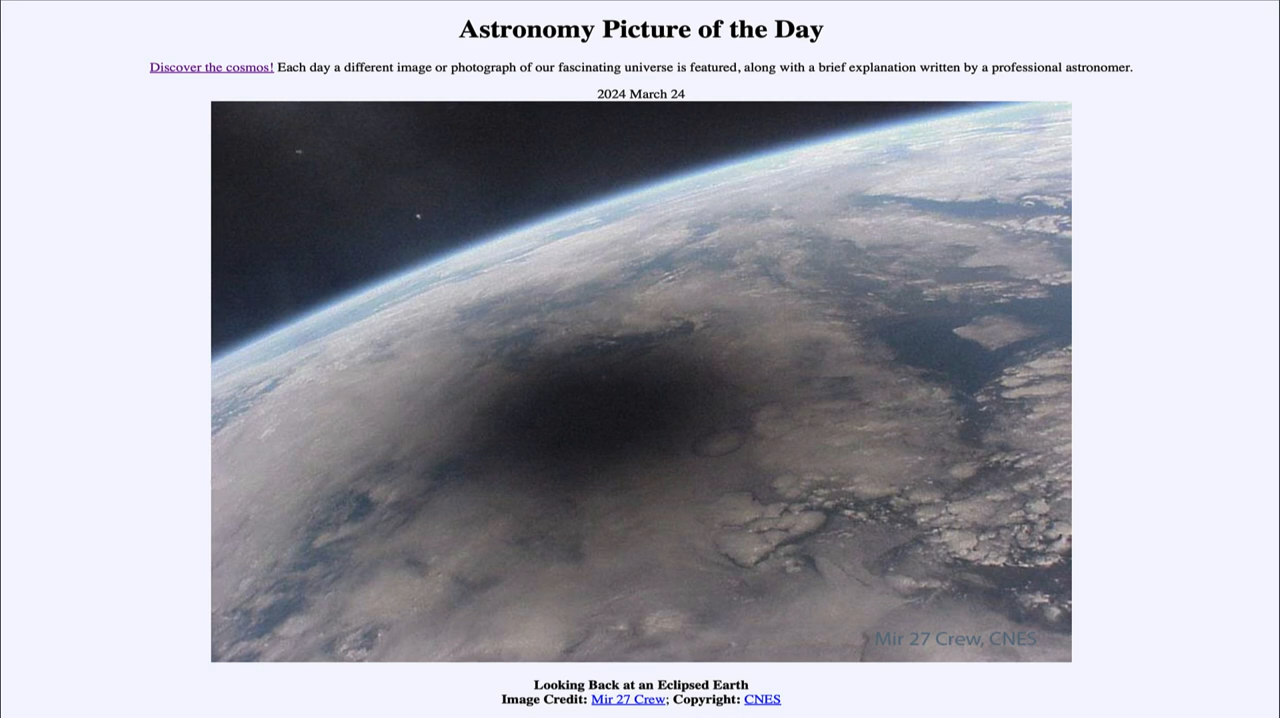 Astronomy Picture of the Day
Discover the cosmos! Each day a different image or photograph of our fascinating universe is featured, along with a brief explanation written by a professional astronomer.
2024 March 24
Mir 27 Crew, CNES
Looking Back at an Eclipsed Earth
Image Credit: Mir 27 Crew; Copyright: CNES